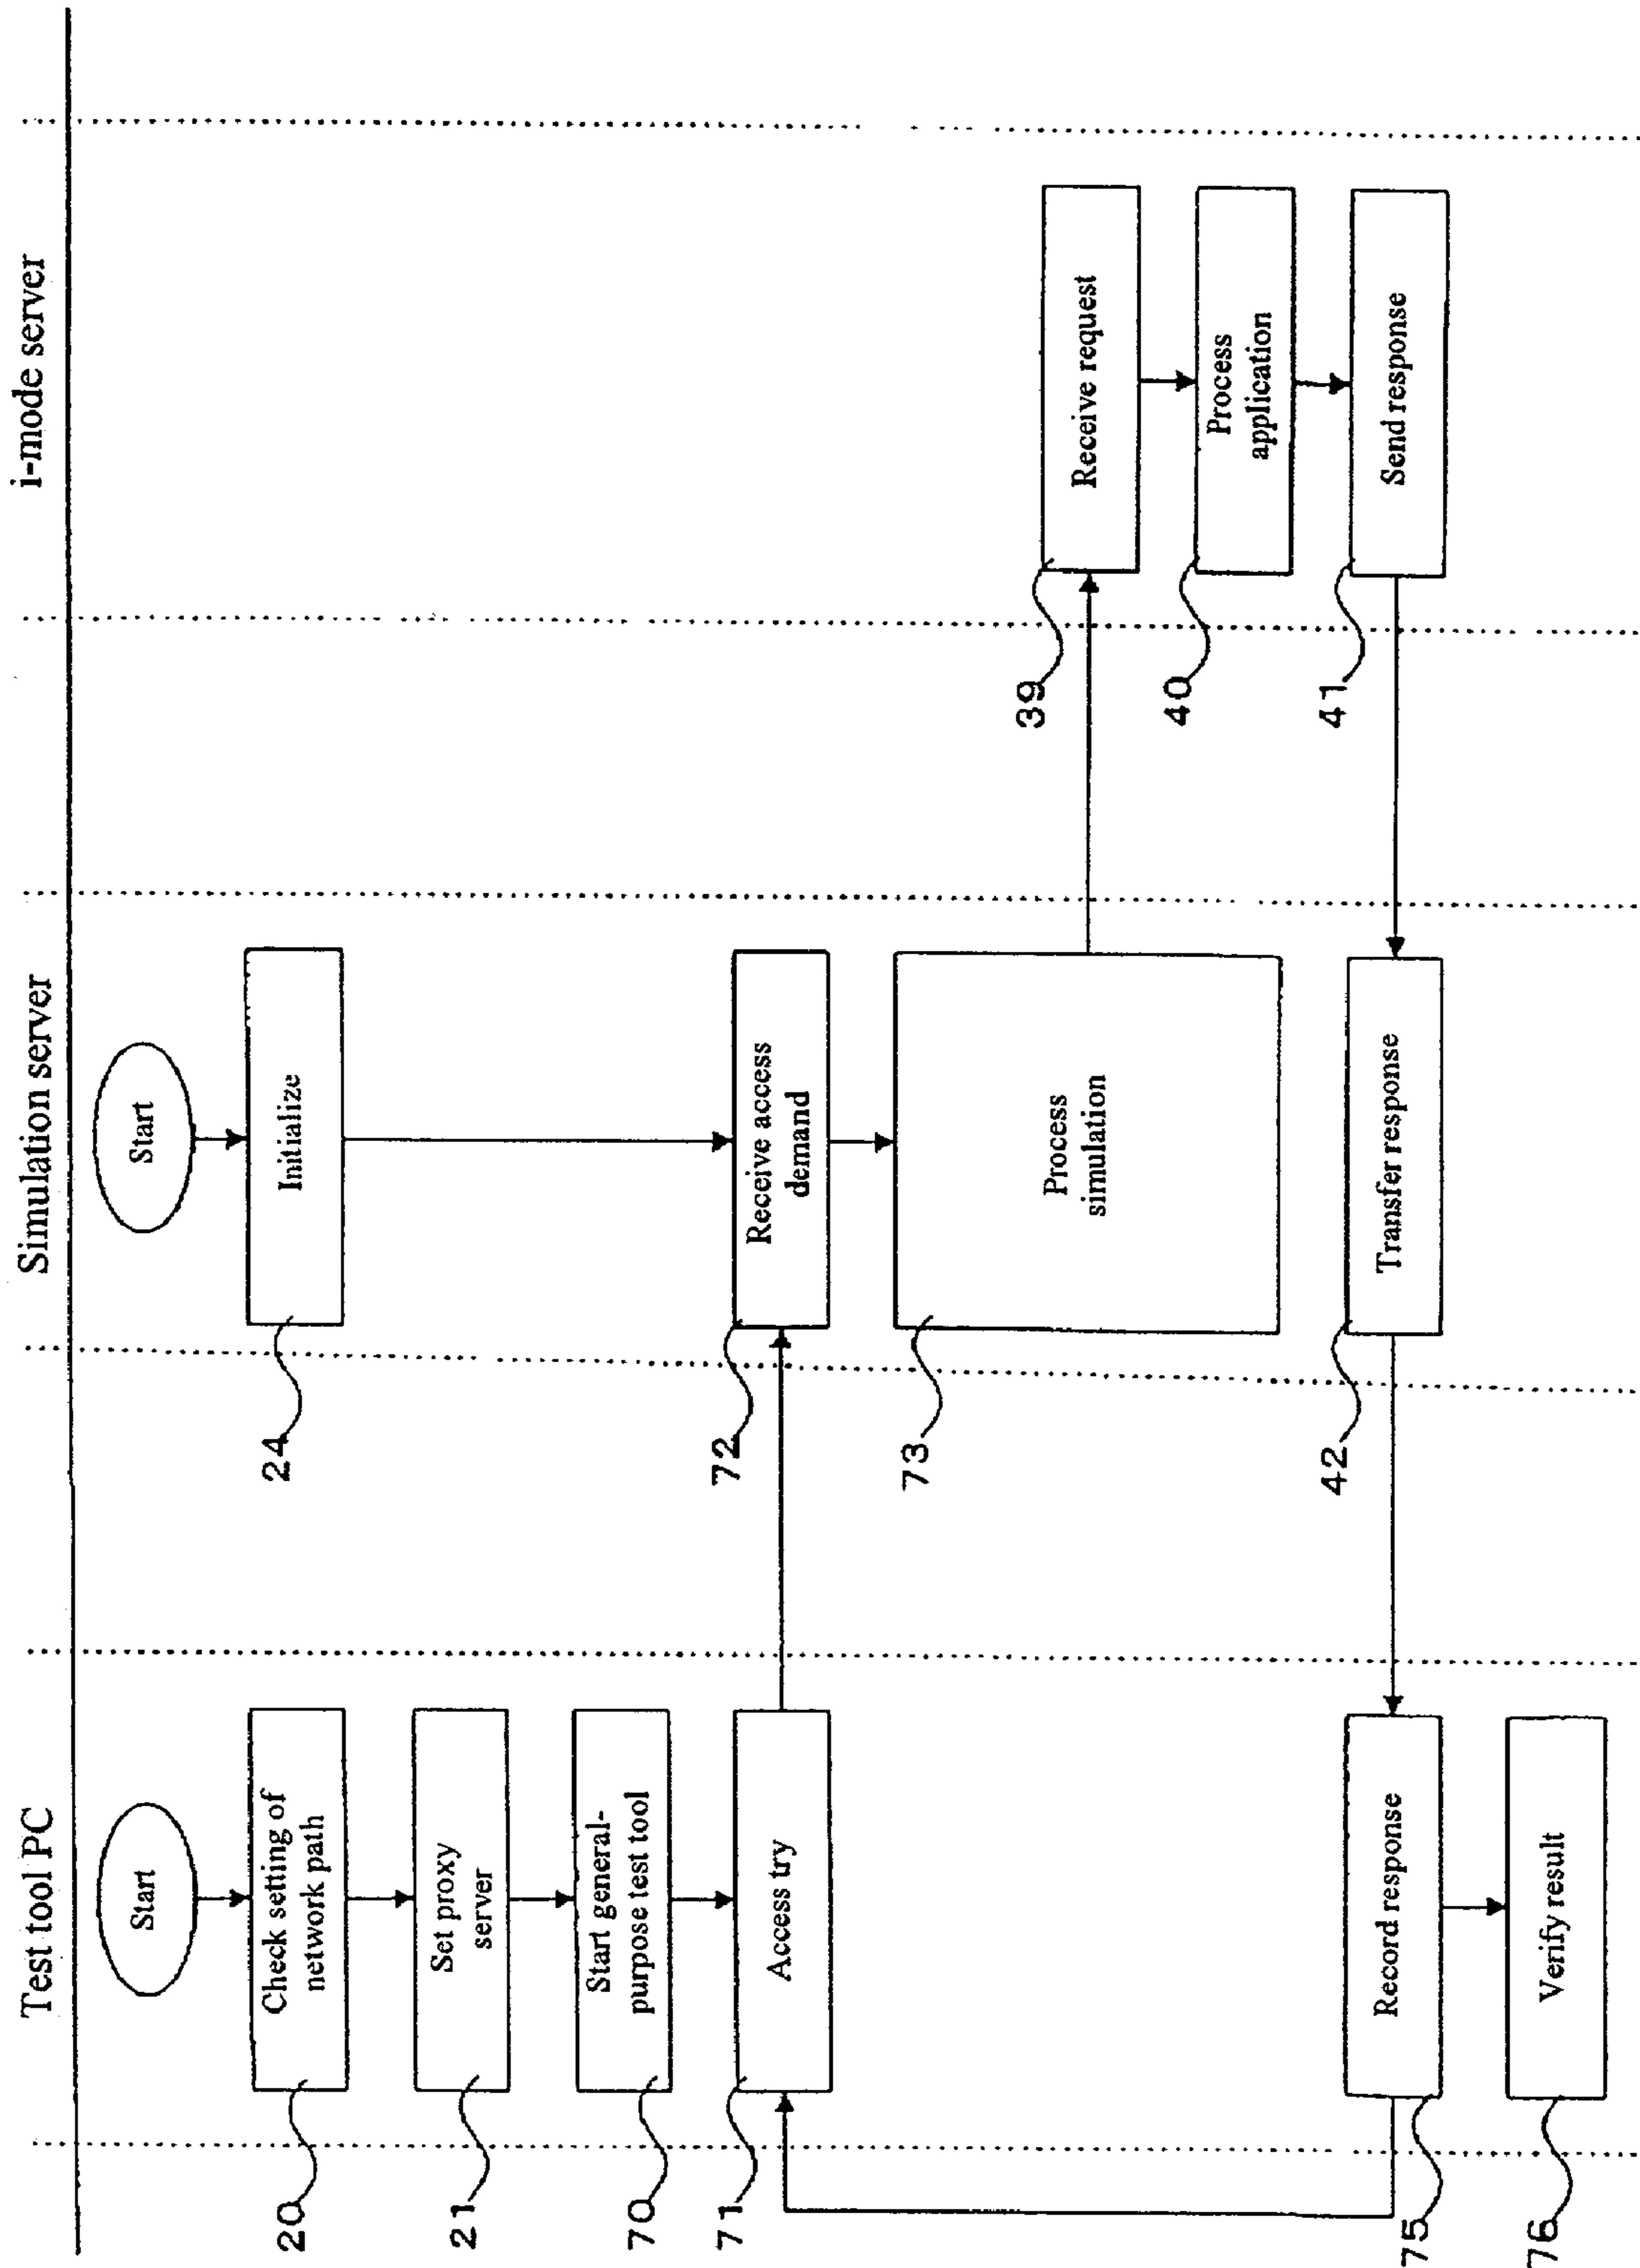 Test tool PC
Simulation server
i-mode server
Start
20
Check setting of
network path
21
Set proxy
server
70
Start general-
purpose test tool
71
Access try
75
Record response
76
Verify result
Start
24
Initialize
72
Receive access
demand
73
Process
simulation
42
Transfer response
39
Receive request
40
Process
application
41
Send response